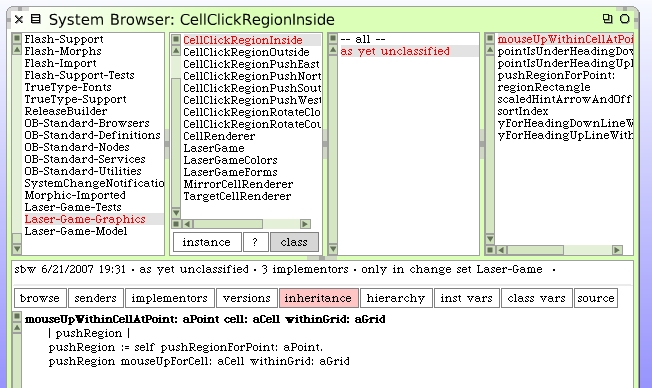 System Browser: CellClickRegionInside
Flash-Support
Flash-Morphs
Flash-Import
Flash-Support-Tests
TrueType-Fonts
TrueType-Support
ReleaseBuilder
OB-Standard-Browsers
OB-Standard-Definitions
OB-Standard-Nodes
OB-Standard-Services
OB-Standard-Utilities
SystemChangeNotificatio
Morphic-Imported
Laser-Game-Tests
Laser-Game-Graphics
Laser-Game-Model
CellClickRegionInside
CellClickRegionOutside
CellClickRegionPushEast
CellClickRegionPushNort
CellClickRegionPushSout
CellClickRegionPushWest
CellClickRegionRotateClo
CellClickRegionRotateCou
CellRenderer
LaserGame
LaserGameColors
LaserGameForms
MirrorCellRenderer
TargetCellRenderer
instance ? class
-- all --
as yet unclassified
mouseUpWithinCellAtPoi
pointIsUnderHeadingDow
pointIsUnderHeadingUpL
pushRegionForPoint:
regionRectangle
scaledHintArrowAndOff
sortIndex
yForHeadingDownLineW
yForHeadingUpLineWith
sbw 6/21/2007 19:31 · as yet unclassified · 3 implementors · only in change set Laser-Game ·
browse senders implementors versions inheritance hierarchy inst vars class vars source
mouseUpWithinCellAtPoint: aPoint cell: aCell withinGrid: aGrid
| pushRegion |
pushRegion := self pushRegionForPoint: aPoint.
pushRegion mouseUpForCell: aCell withinGrid: aGrid